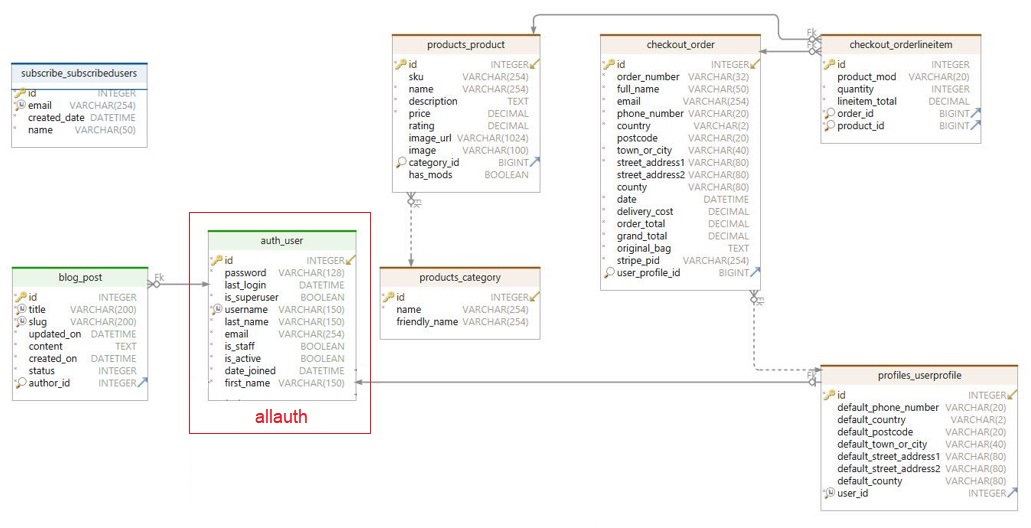 subscribe_subscribedusers
id INTEGER
email VARCHAR(254)
created_date DATETIME
name VARCHAR(50)
products_product
id INTEGER
sku VARCHAR(254)
name VARCHAR(254)
description TEXT
price DECIMAL
rating DECIMAL
image_url VARCHAR(1024)
image VARCHAR(100)
category_id BIGINT
has_mods BOOLEAN
Fk
checkout_order
id INTEGER
order_number VARCHAR(32)
full_name VARCHAR(50)
email VARCHAR(254)
phone_number VARCHAR(20)
country VARCHAR(2)
postcode VARCHAR(20)
town_or_city VARCHAR(40)
street_address1 VARCHAR(80)
street_address2 VARCHAR(80)
county VARCHAR(80)
date DATETIME
delivery_cost DECIMAL
order_total DECIMAL
grand_total DECIMAL
original_bag TEXT
stripe_pid VARCHAR(254)
user_profile_id BIGINT
Fk
Fk
Fk
checkout_orderlineitem
id INTEGER
product_mod VARCHAR(20)
quantity INTEGER
lineitem_total DECIMAL
order_id BIGINT
product_id BIGINT
blog_post
id INTEGER
title VARCHAR(200)
slug VARCHAR(200)
updated_on DATETIME
content TEXT
created_on DATETIME
status INTEGER
author_id INTEGER
Fk
auth_user
id INTEGER
password VARCHAR(128)
last_login DATETIME
is_superuser BOOLEAN
username VARCHAR(150)
last_name VARCHAR(150)
email VARCHAR(254)
is_staff BOOLEAN
is_active BOOLEAN
date_joined DATETIME
first_name VARCHAR(150)
allauth
products_category
id INTEGER
name VARCHAR(254)
friendly_name VARCHAR(254)
Fk
profiles_userprofile
id INTEGER
default_phone_number VARCHAR(20)
default_country VARCHAR(2)
default_postcode VARCHAR(20)
default_town_or_city VARCHAR(40)
default_street_address1 VARCHAR(80)
default_street_address2 VARCHAR(80)
default_county VARCHAR(80)
user_id INTEGER